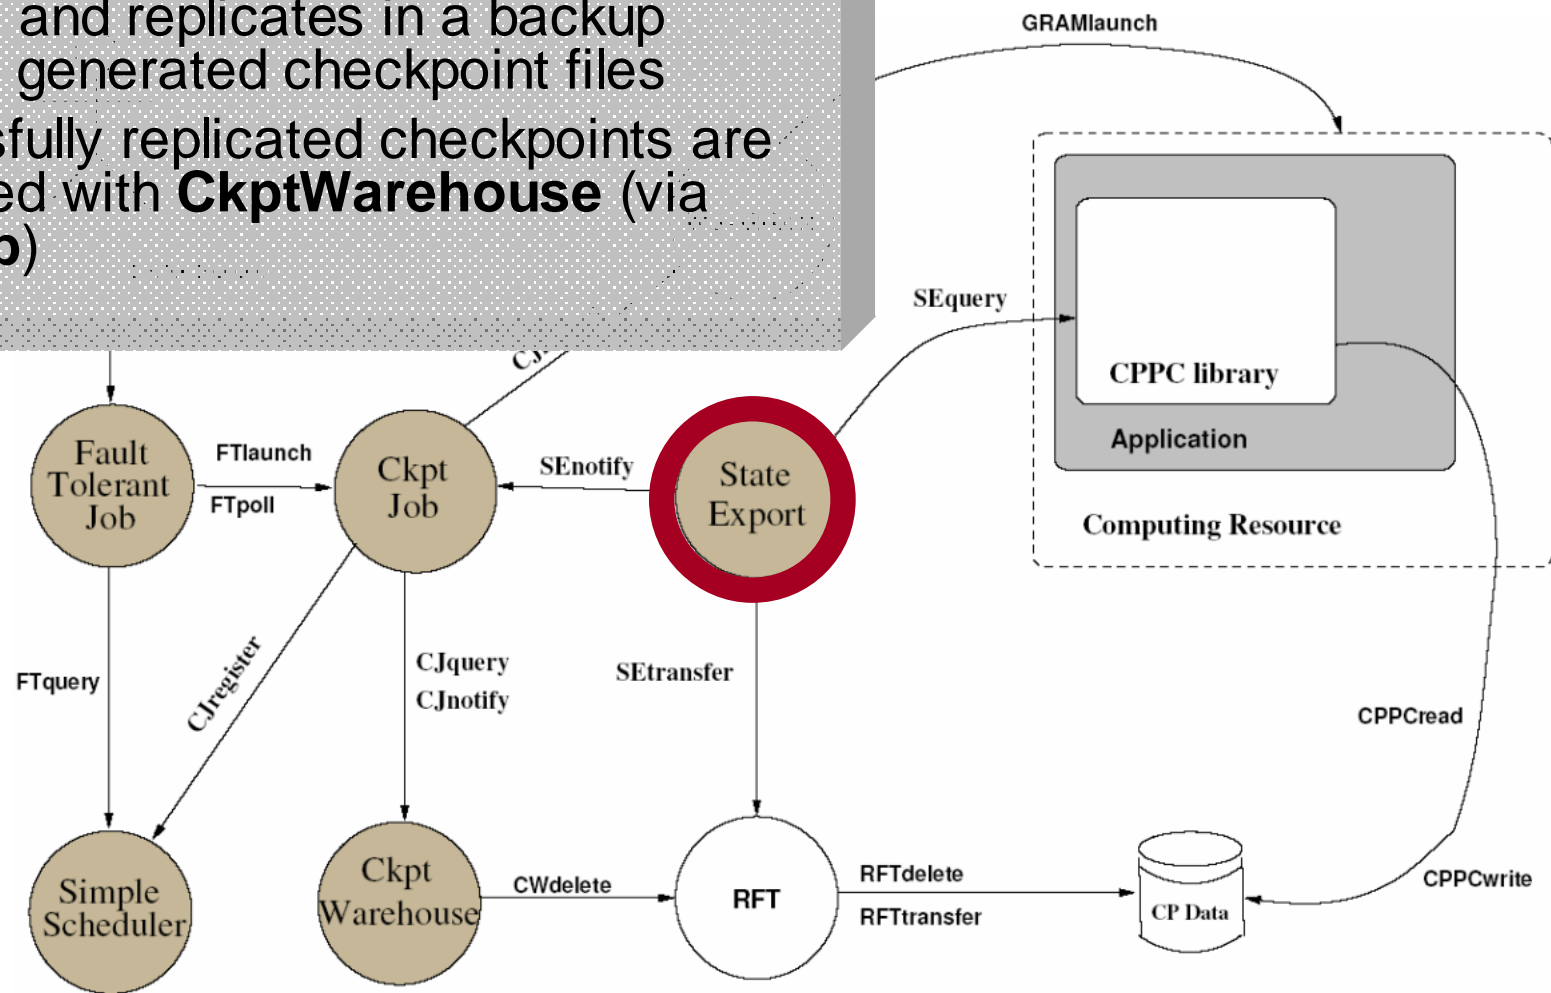 and replicates in a backup
generated checkpoint files
replicated checkpoints are
with CkptWarehouse (via
)
GRAMlaunch
SEquery
CPPC library
Application
Computing Resource
Fault
Tolerant
Job
FTlaunch
FTpoll
Ckpt
Job
SEnotify
State
Export
FTquery
CJregister
CJquery
CJnotify
SEtransfer
CPPCread
CPPCwrite
Simple
Scheduler
Ckpt
Warehouse
CWdelete
RFT
RFTdelete
RFTtransfer
CP Data